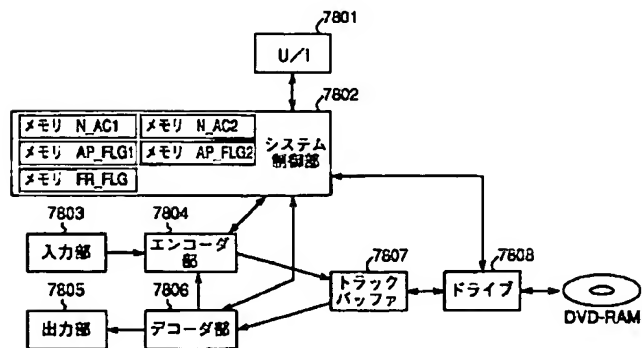 7801
U/I
7802
メモリ N_AC1
メモリ N_AC2
メモリ AP_FLG1
メモリ AP_FLG2
メモリ FR_FLG
システム
制御部
7803
入力部
7804
エンコーダ
部
7805
出力部
7806
デコーダ部
7807
トラック
バッファ
7808
ドライブ
DVD-RAM